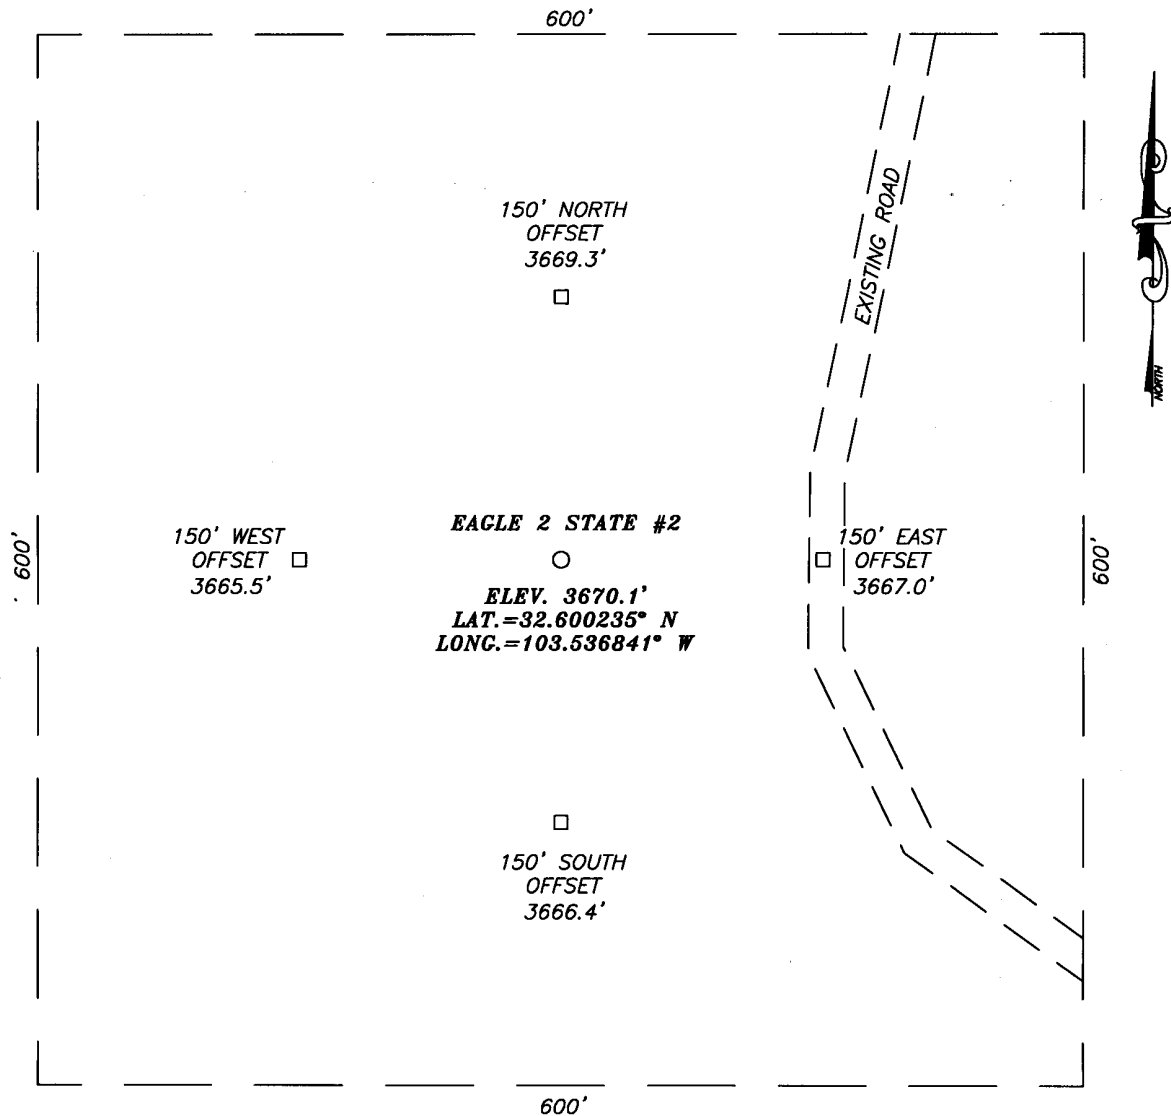 600'
150' NORTH
OFFSET
3669.3'
EXISTING ROAD
NORTH
600'
150' WEST
OFFSET
3665.5'
EAGLE 2 STATE #2
ELEV. 3670.1'
LAT.=32.600235° N
LONG.=103.536841° W
150' EAST
OFFSET
3667.0'
600'
150' SOUTH
OFFSET
3666.4'
600'